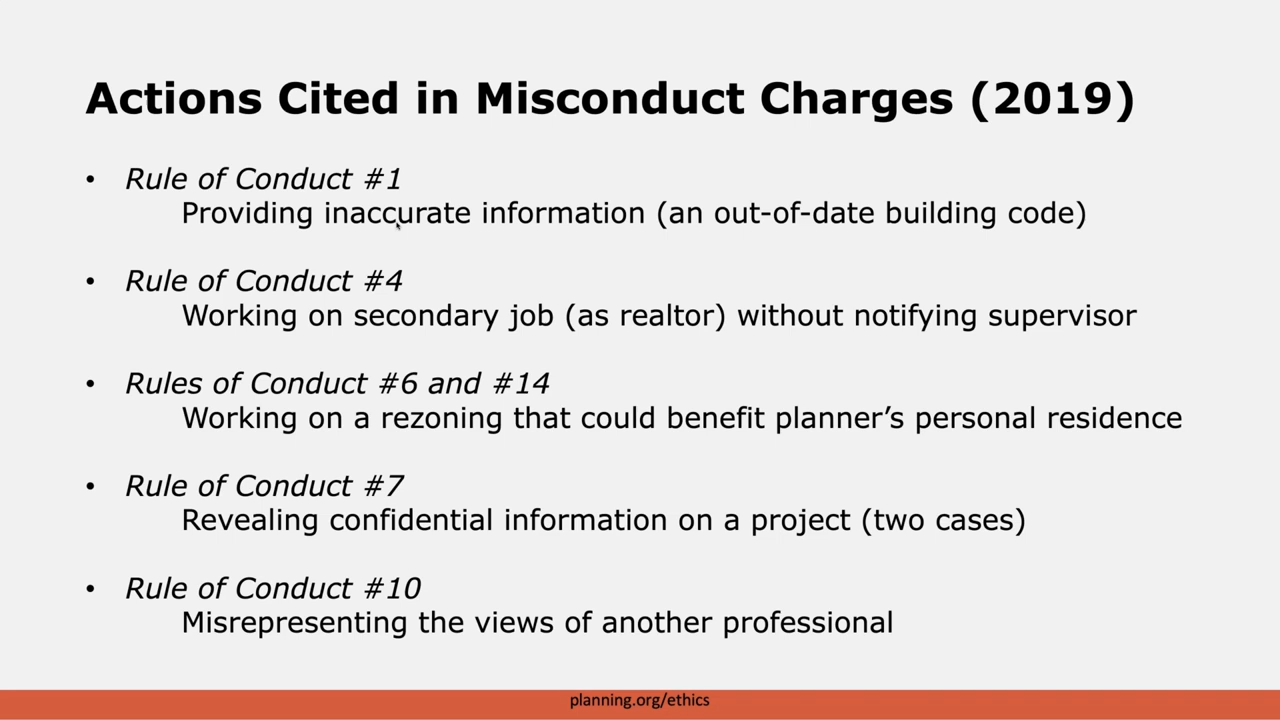 Actions Cited in Misconduct Charges (2019)
• Rule of Conduct #1
Providing inaccurate information (an out-of-date building code)
• Rule of Conduct #4
Working on secondary job (as realtor) without notifying supervisor
• Rules of Conduct #6 and #14
Working on a rezoning that could benefit planner’s personal residence
• Rule of Conduct #7
Revealing confidential information on a project (two cases)
• Rule of Conduct #10
Misrepresenting the views of another professional
planning.org/ethics